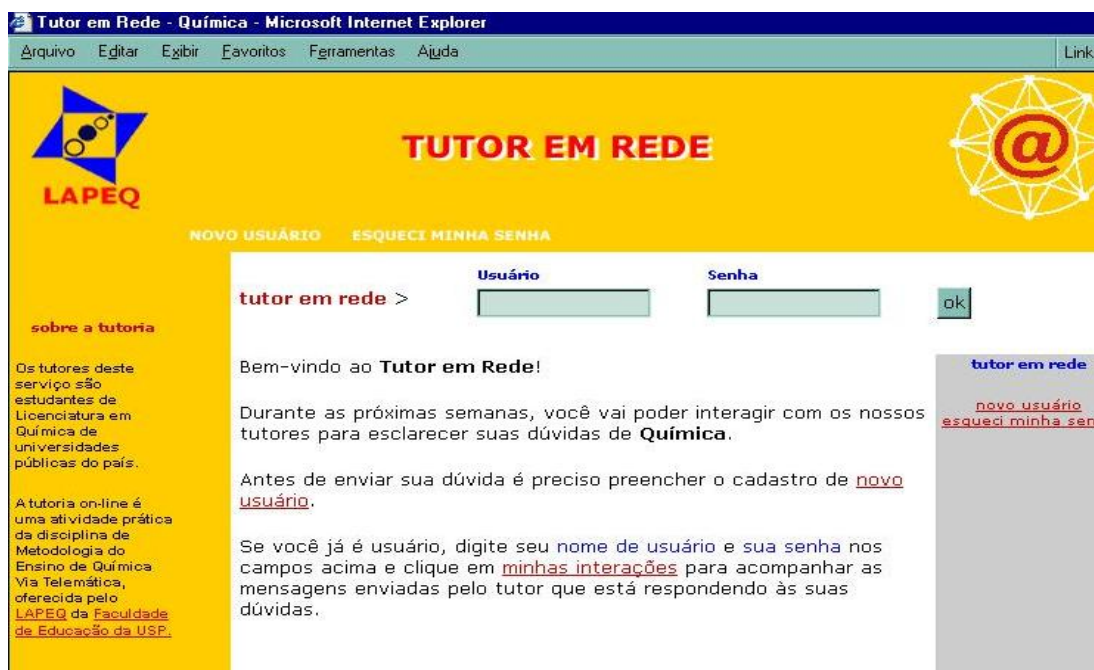 Tutor em Rede - Química - Microsoft Internet Explorer
Arquivo Editar Exibir Favoritos Ferramentas Ajuda
Link
LAPEQ
TUTOR EM REDE
@
NOVO USUÁRIO ESQUECI MINHA SENHA
Usuário Senha
tutor em rede >
ok
sobre a tutoria
Os tutores deste
serviço são
estudantes de
Licenciatura em
Química de
universidades
públicas do país.
A tutoria on-line é
uma atividade prática
da disciplina de
Metodologia do
Ensino de Química
Via Telemática,
oferecida pelo
LAPEQ da Faculdade
de Educação da USP.
Bem-vindo ao Tutor em Rede!
Durante as próximas semanas, você vai poder interagir com os nossos
tutores para esclarecer suas dúvidas de Química.
Antes de enviar sua dúvida é preciso preencher o cadastro de novo
usuário.
Se você já é usuário, digite seu nome de usuário e sua senha nos
campos acima e clique em minhas interações para acompanhar as
mensagens enviadas pelo tutor que está respondendo às suas
dúvidas.
tutor em rede
novo usuário
esqueci minha sen